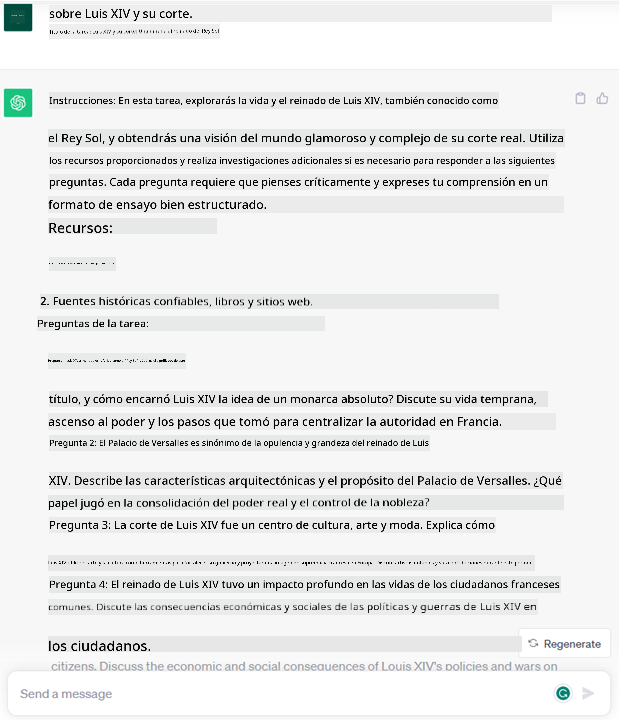 sobre Luis XIV y su corte.
Instrucciones: En esta tarea, explorarás la vida y el reinado de Luis XIV, también conocido como
el Rey Sol, y obtendrás una visión del mundo glamoroso y complejo de su corte real. Utiliza
los recursos proporcionados y realiza investigaciones adicionales si es necesario para responder a las siguientes
preguntas. Cada pregunta requiere que pienses críticamente y expreses tu comprensión en un
formato de ensayo bien estructurado.
Recursos:
2. Fuentes históricas confiables, libros y sitios web.
Preguntas de la tarea:
título, y cómo encarnó Luis XIV la idea de un monarca absoluto? Discute su vida temprana,
ascenso al poder y los pasos que tomó para centralizar la autoridad en Francia.
Pregunta 2: El Palacio de Versalles es sinónimo de la opulencia y grandeza del reinado de Luis
XIV. Describe las características arquitectónicas y el propósito del Palacio de Versalles. ¿Qué
papel jugó en la consolidación del poder real y el control de la nobleza?
Pregunta 3: La corte de Luis XIV fue un centro de cultura, arte y moda. Explica cómo
Pregunta 4: El reinado de Luis XIV tuvo un impacto profundo en las vidas de los ciudadanos franceses
comunes. Discute las consecuencias económicas y sociales de las políticas y guerras de Luis XIV en
los ciudadanos.
Regenerate
citizens. Discuss the economic and social consequences of Louis XIV's policies and wars on
Send a message